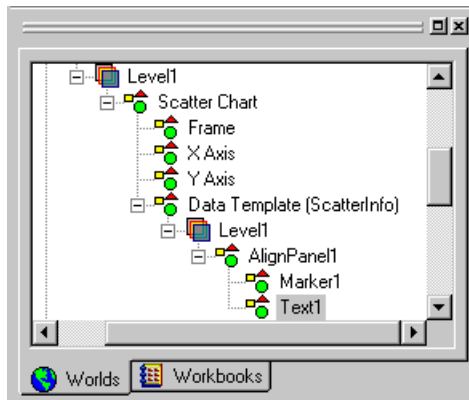 Level1
Scatter Chart
Frame
X Axis
Y Axis
Data Template (ScatterInfo)
Level1
AlignPanel1
Marker1
Text1
Worlds Workbooks